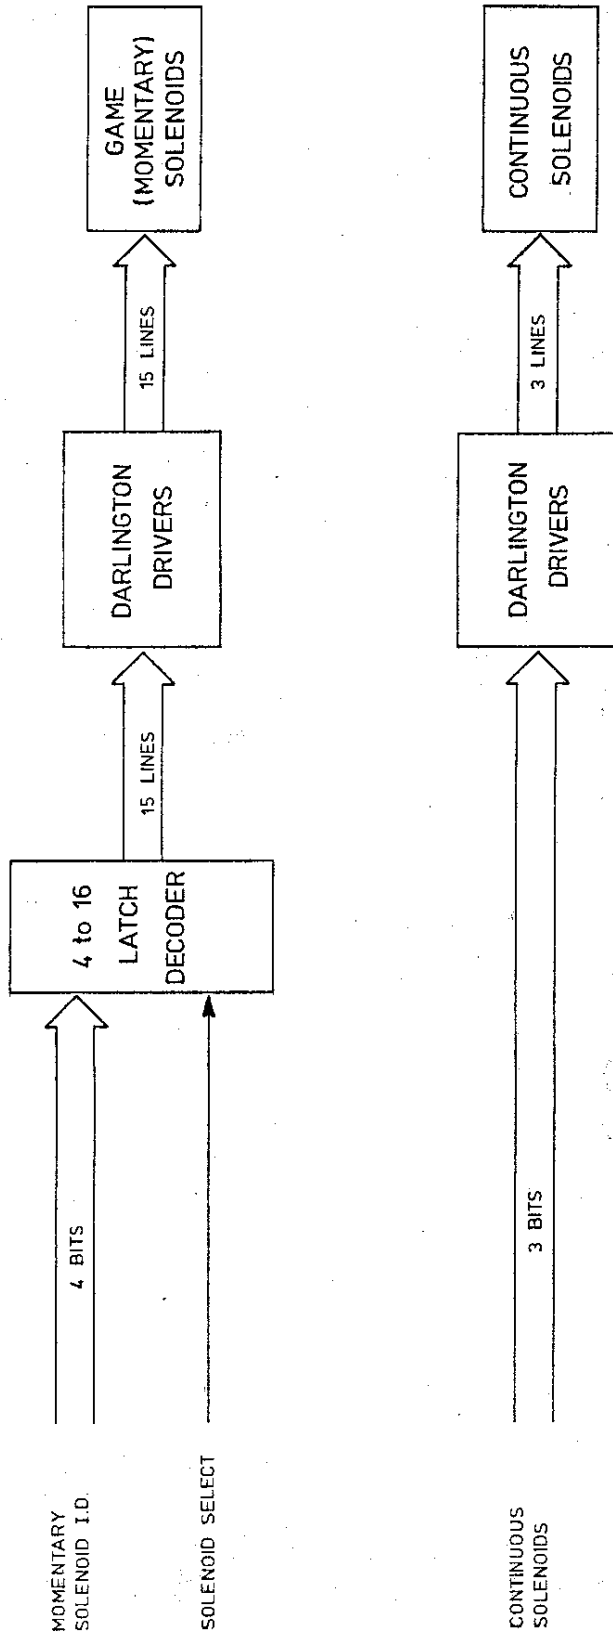 MOMENTARY
SOLENOID I.D.
4 BITS
SOLENOID SELECT
4 to 16
LATCH
DECODER
15 LINES
DARLINGTON
DRIVERS
15 LINES
GAME
(MOMENTARY)
SOLENOIDS
CONTINUOUS
SOLENOIDS
3 BITS
DARLINGTON
DRIVERS
3 LINES
CONTINUOUS
SOLENOIDS